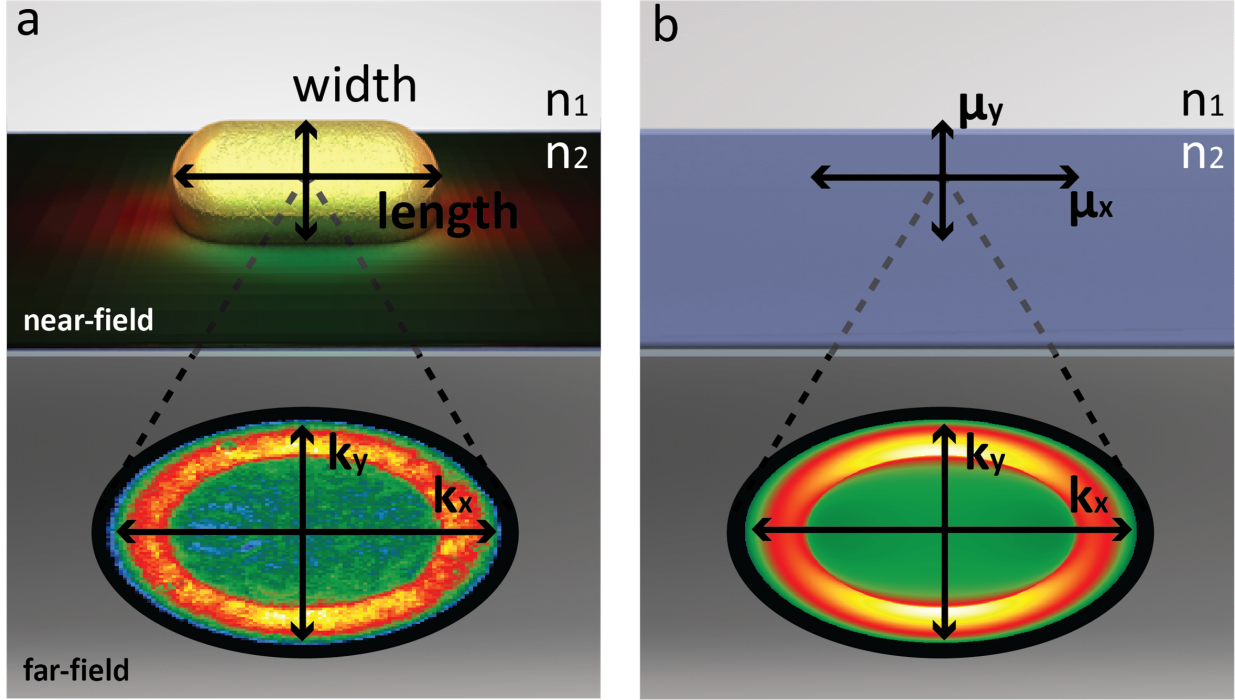 a
width
n1
n2
length
near-field
ky
kx
far-field
b
n1
μy
n2
μx
ky
kx